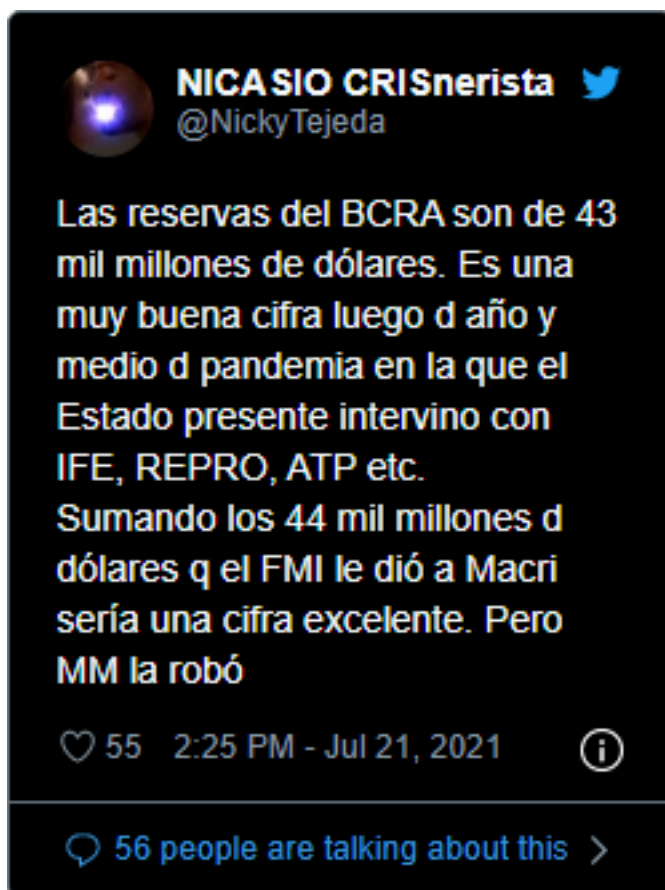 NICASIO CRISnerista
@NickyTejeda
Las reservas del BCRA son de 43
mil millones de dólares. Es una
muy buena cifra luego d año y
medio d pandemia en la que el
Estado presente intervino con
IFE, REPRO, ATP etc.
Sumando los 44 mil millones d
dólares q el FMI le dió a Macri
sería una cifra excelente. Pero
MM la robó
55 2:25 PM - Jul 21, 2021
56 people are talking about this